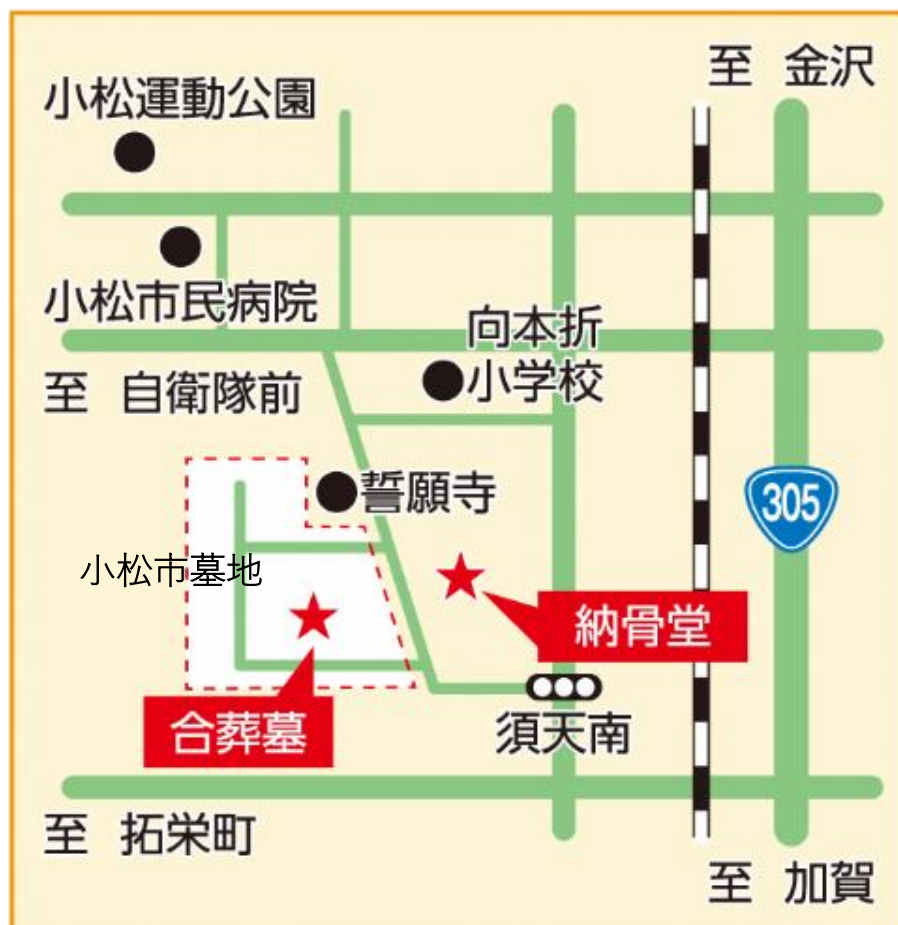 至 金沢
小松運動公園
小松市民病院
向本折
小学校
至 自衛隊前
誓願寺
305
小松市墓地
納骨堂
合葬墓
須天南
至 拓栄町
至 加賀